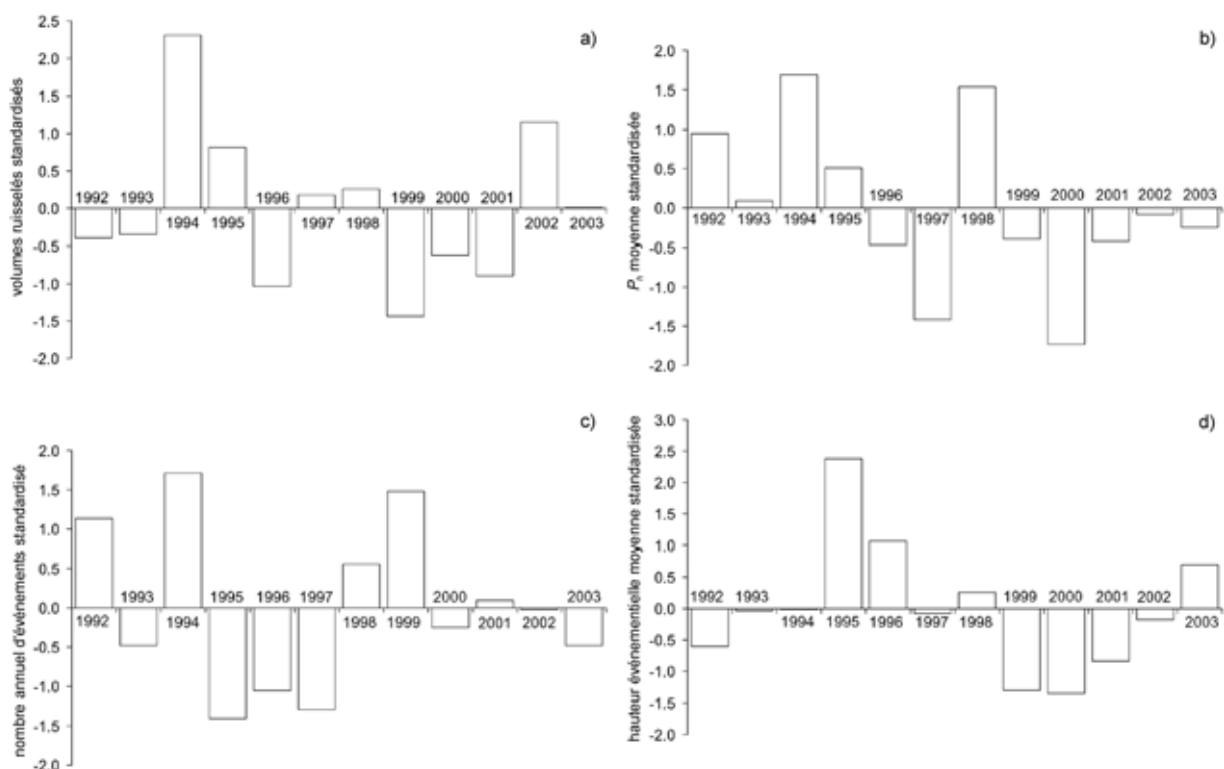 a)
volumes ruisselés standardisés
2.5
2.0
1.5
1.0
0.5
0.0
-0.5
-1.0
-1.5
-2.0
1992 1993 1996 1999 2000 2001
1994 1995 1997 1998 2002 2003
b)
Pn moyenne standardisée
2.0
1.5
1.0
0.5
0.0
-0.5
-1.0
-1.5
-2.0
1996 1999 2000 2001 2002 2003
1992 1993 1994 1995 1997 1998
c)
nombre annuel d'événements standardisé
2.0
1.5
1.0
0.5
0.0
-0.5
-1.0
-1.5
-2.0
1993 1995 1996 1997 2000 2003
1992 1994 1998 1999 2001 2002
d)
hauteur événementielle moyenne standardisée
3.0
2.5
2.0
1.5
1.0
0.5
0.0
-0.5
-1.0
-1.5
-2.0
1992 1993 1999 2000 2001 2002
1994 1995 1996 1997 1998 2003